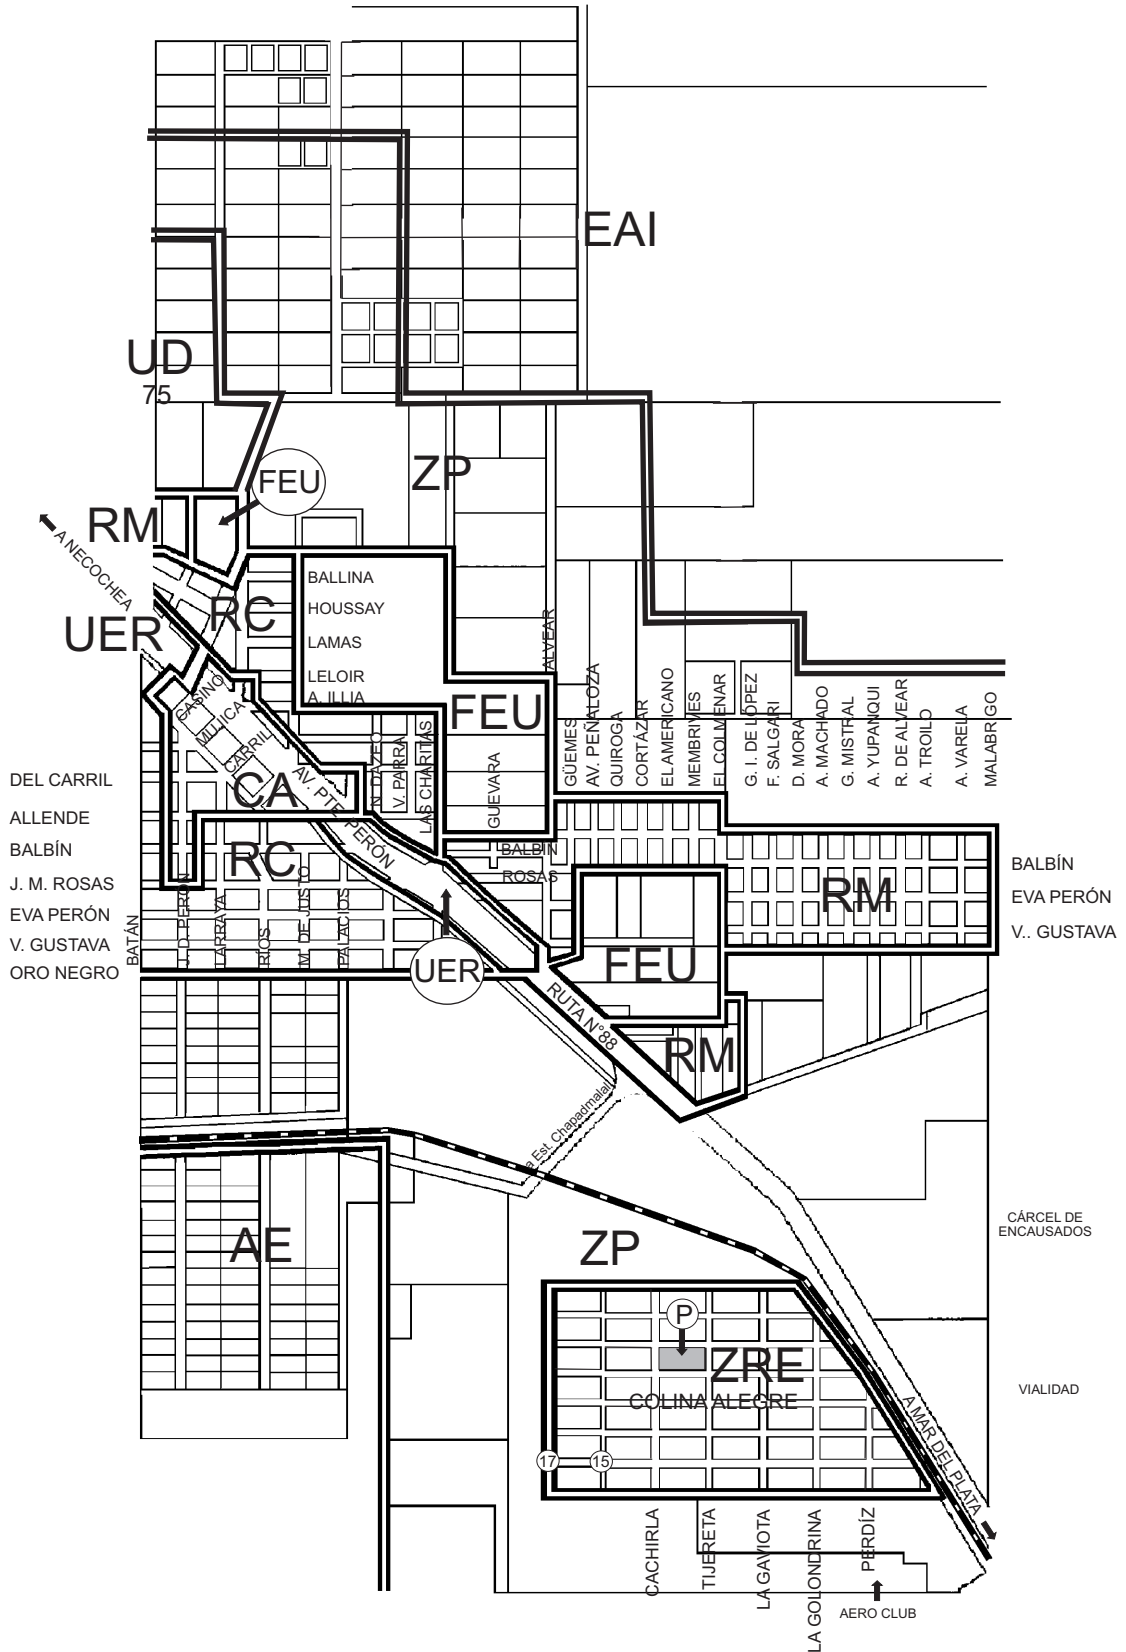 EAI
UD
75
FEU
ZP
RM
A NECOCHEA
RC
UER
BALLINA
HOUSSAY
LAMAS
LELOIR
A. ILLIA
FEU
ALVEAR
GÜEMES
AV. PEÑALOZA
QUIROGA
CORTÁZAR
EL AMERICANO
MEMBRIVES
EL COLMENAR
G. I. DE LÓPEZ
F. SALGARI
D. MORA
A. MACHADO
G. MISTRAL
A. YUPANQUI
R. DE ALVEAR
A. TROILO
A. VARELA
MALABRIGO
CASINO
MUJICA
CARRIL
CA
AV. PTE. PERÓN
N. DAZEO
V. PARRA
LAS CHARITAS
GUEVARA
DEL CARRIL
ALLENDE
BALBÍN
J. M. ROSAS
EVA PERÓN
V. GUSTAVA
ORO NEGRO
BATÁN
J. D. PERÓN
LARRAYA
RÍOS
M. DE JUSTO
PALACIOS
RC
BALBÍN
ROSAS
RM
BALBÍN
EVA PERÓN
V.. GUSTAVA
UER
FEU
RUTA N°88
RM
a Est. Chapadmalal
AE
ZP
CÁRCEL DE
ENCAUSADOS
P
ZRE
COLINA ALEGRE
VIALIDAD
A MAR DEL PLATA
17
15
CACHIRLA
TIJERETA
LA GAVIOTA
LA GOLONDRINA
PERDÍZ
AERO CLUB